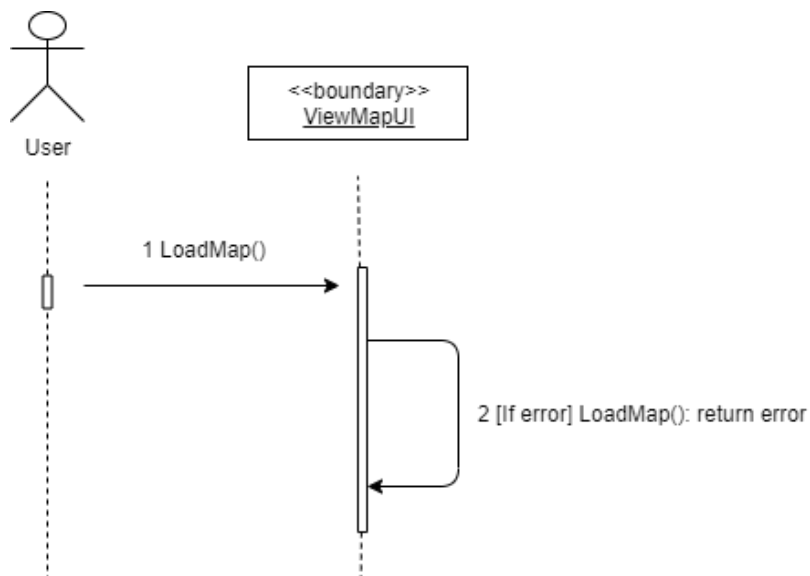 <<boundary>>
ViewMapUI
User
1 LoadMap()
2 [If error] LoadMap(): return error